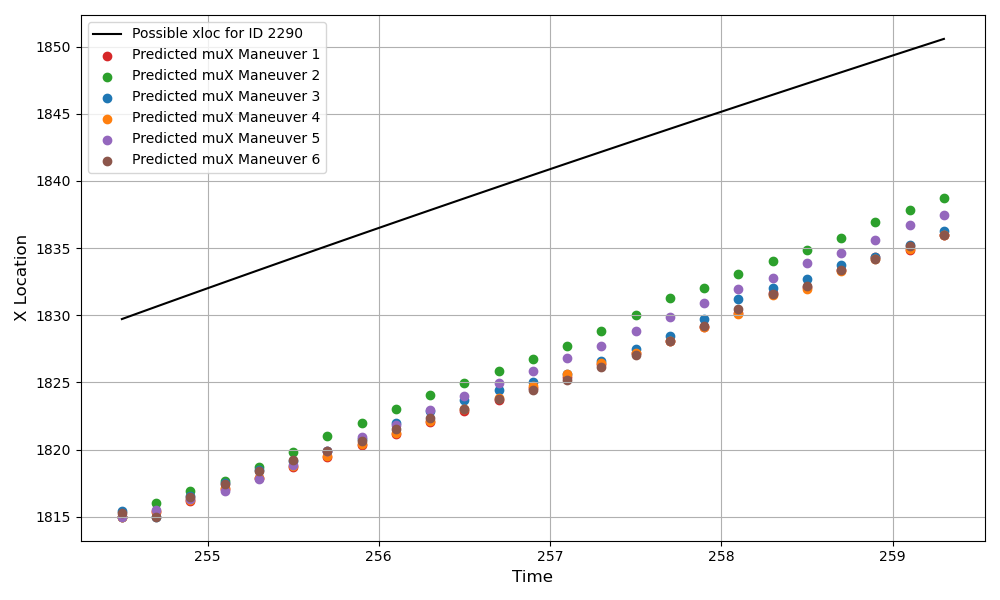 Possible xloc for ID 2290
Predicted muX Maneuver 1
Predicted muX Maneuver 2
Predicted muX Maneuver 3
Predicted muX Maneuver 4
Predicted muX Maneuver 5
Predicted muX Maneuver 6
1850
1845
1840
1835
1830
1825
1820
1815
X Location
255 256 257 258 259
Time